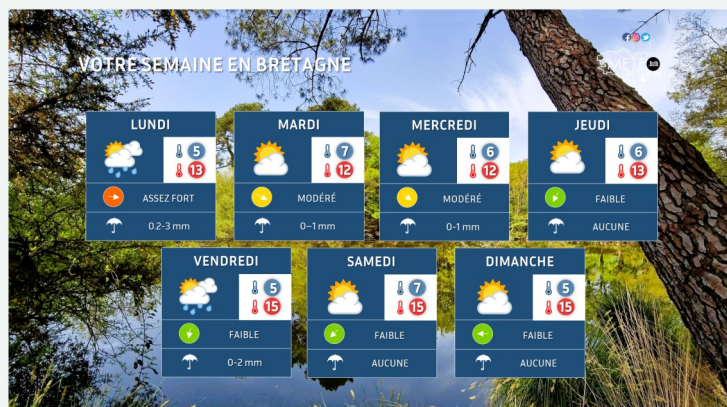 VOTRE SEMAINE EN BRETAGNE
METE
bzh
LUNDI
5
13
ASSEZ FORT
0.2-3 mm
MARDI
7
12
MODÉRÉ
0-1 mm
MERCREDI
6
12
MODÉRÉ
0-1 mm
JEUDI
6
13
FAIBLE
AUCUNE
VENDREDI
5
15
FAIBLE
0-2 mm
SAMEDI
7
15
FAIBLE
AUCUNE
DIMANCHE
5
15
FAIBLE
AUCUNE